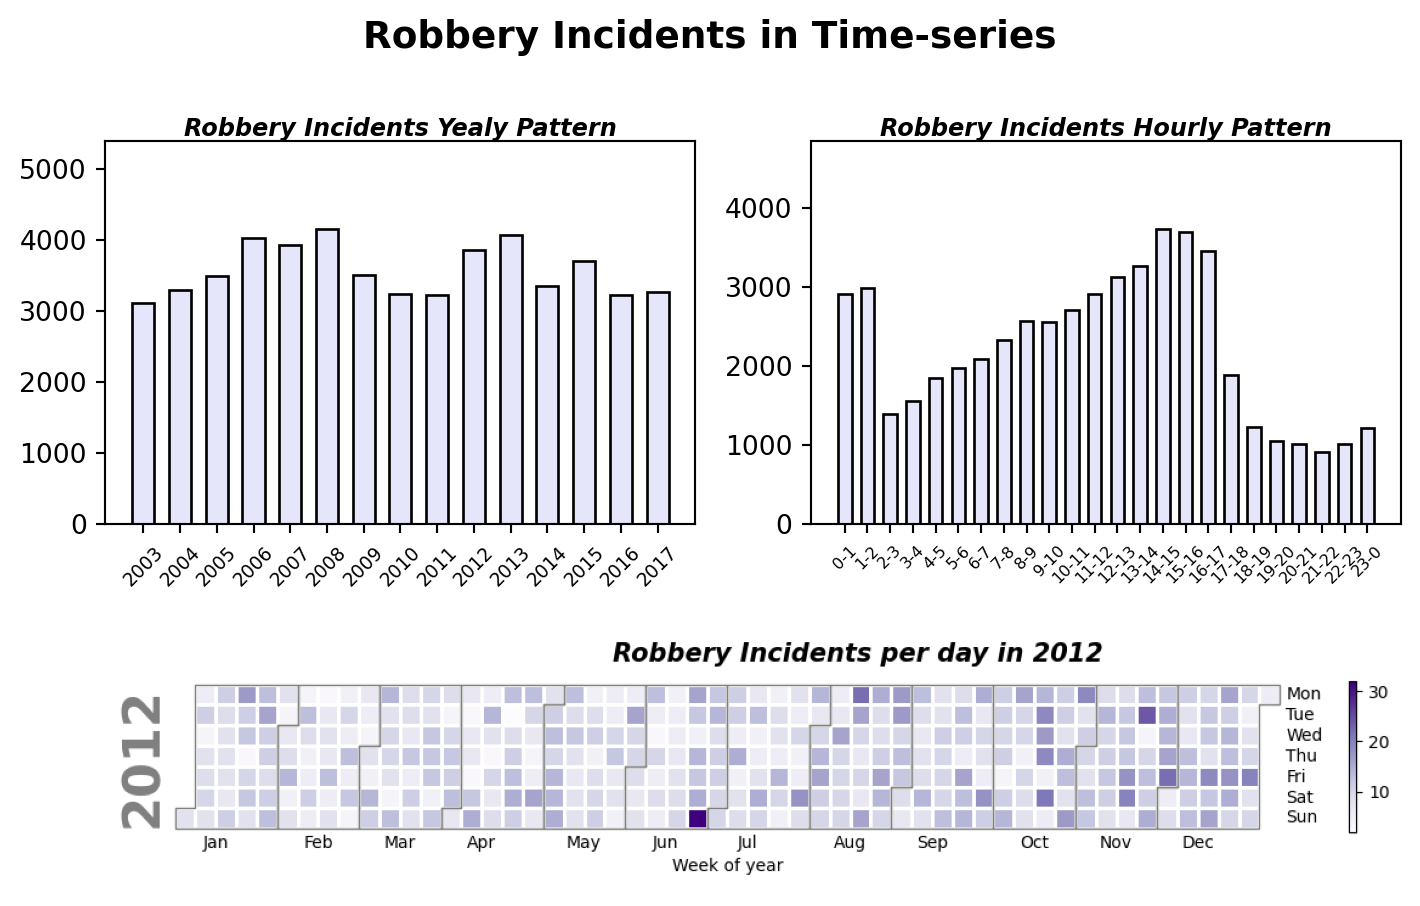 Robbery Incidents in Time-series
Robbery Incidents Yealy Pattern
5000
4000
3000
2000
1000
0
2003 2004 2005 2006 2007 2008 2009 2010 2011 2012 2013 2014 2015 2016 2017
Robbery Incidents Hourly Pattern
4000
3000
2000
1000
0
0-1 1-2 2-3 3-4 4-5 5-6 6-7 7-8 8-9 9-10 10-11 11-12 12-13 13-14 14-15 15-16 16-17 17-18 18-19 19-20 20-21 21-22 22-23 23-0
Robbery Incidents per day in 2012
2012
Mon
Tue
Wed
Thu
Fri
Sat
Sun
30
20
10
Jan Feb Mar Apr May Jun Jul Aug Sep Oct Nov Dec
Week of year